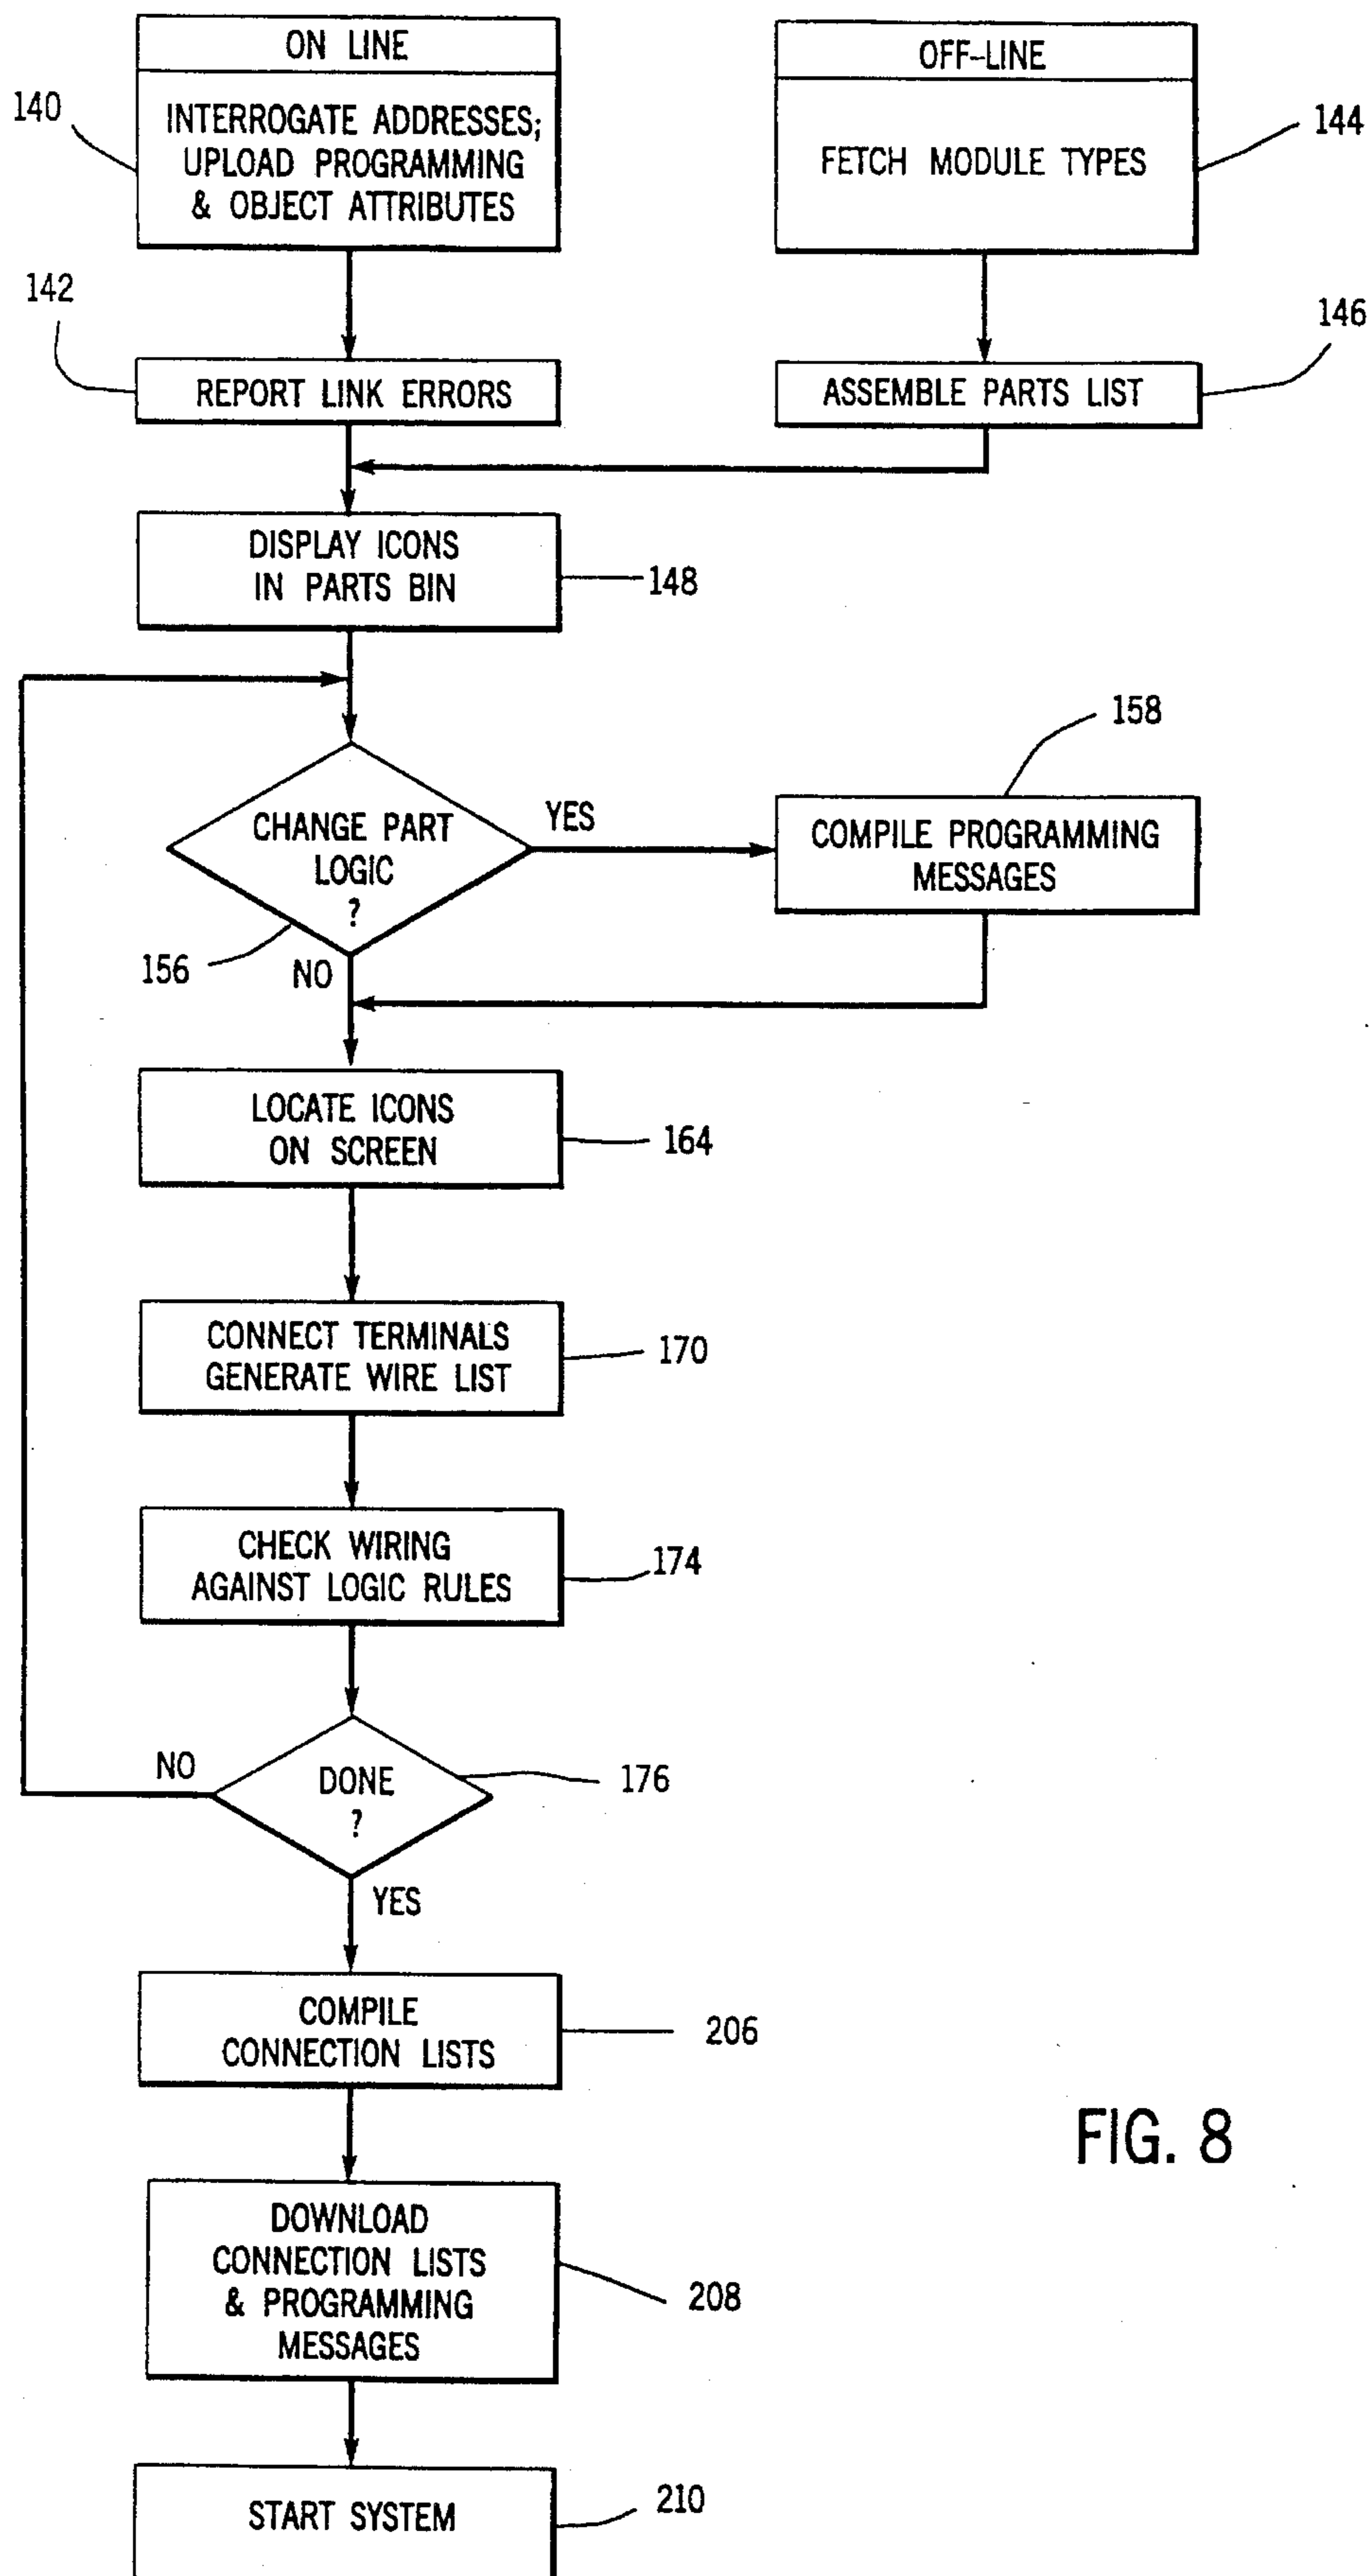 ON LINE
OFF-LINE
140
INTERROGATE ADDRESSES;
UPLOAD PROGRAMMING
& OBJECT ATTRIBUTES
FETCH MODULE TYPES
144
142
REPORT LINK ERRORS
ASSEMBLE PARTS LIST
146
DISPLAY ICONS
IN PARTS BIN
148
CHANGE PART
LOGIC
?
YES
156
NO
158
COMPILE PROGRAMMING
MESSAGES
LOCATE ICONS
ON SCREEN
164
CONNECT TERMINALS
GENERATE WIRE LIST
170
CHECK WIRING
AGAINST LOGIC RULES
174
NO
DONE
?
176
YES
COMPILE
CONNECTION LISTS
206
FIG. 8
DOWNLOAD
CONNECTION LISTS
& PROGRAMMING
MESSAGES
208
START SYSTEM
210